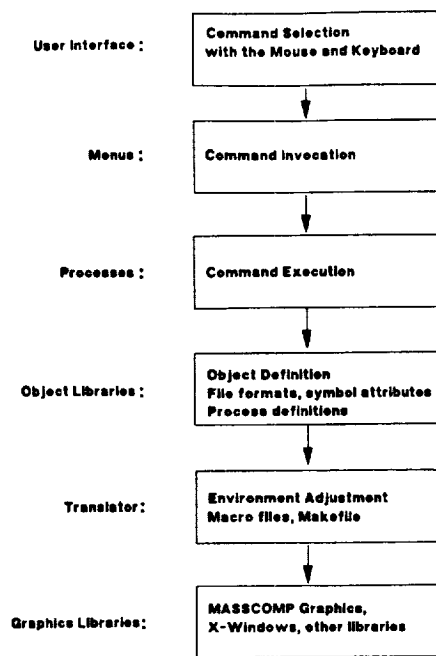 User Interface:
Command Selection
with the Mouse and Keyboard
Menus:
Command Invocation
Processes:
Command Execution
Object Libraries:
Object Definition
File formats, symbol attributes
Process definitions
Translator:
Environment Adjustment
Macro files, Makefile
Graphics Libraries:
MASSCOMP Graphics,
X-Windows, other libraries